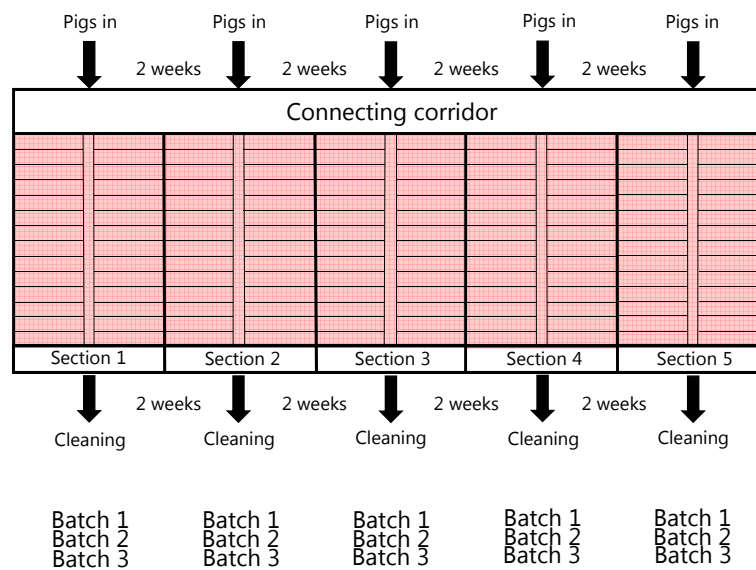 Pigs in Pigs in Pigs in Pigs in Pigs in
2 weeks 2 weeks 2 weeks 2 weeks
Connecting corridor
Section 1 Section 2 Section 3 Section 4 Section 5
2 weeks 2 weeks 2 weeks 2 weeks
Cleaning Cleaning Cleaning Cleaning Cleaning
Batch 1 Batch 1 Batch 1 Batch 1 Batch 1
Batch 2 Batch 2 Batch 2 Batch 2 Batch 2
Batch 3 Batch 3 Batch 3 Batch 3 Batch 3